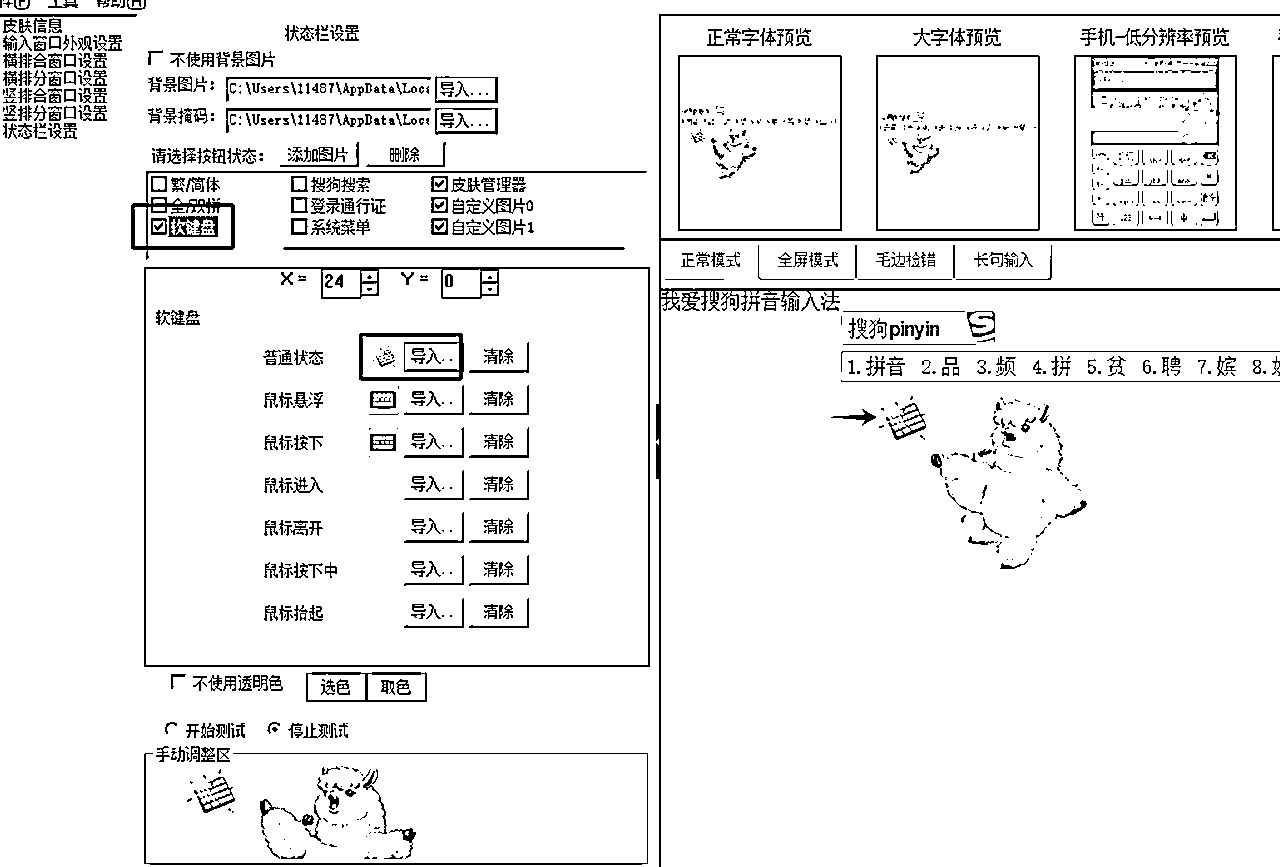 工具 帮助(H)
皮肤信息
输入窗口外观设置
横排合窗口设置
横排分窗口设置
竖排合窗口设置
竖排分窗口设置
状态栏设置
状态栏设置
不使用背景图片
背景图片: C:\Users\11487\AppData\Loca 导入...
背景掩码: C:\Users\11487\AppData\Loca 导入...
请选择按钮状态: 添加图片 删除
繁/简体 搜狗搜索 皮肤管理器
全/双拼 登录通行证 自定义图片0
软键盘 系统菜单 自定义图片1
X= 24 Y= 0
软键盘
普通状态 导入.. 清除
鼠标悬浮 导入.. 清除
鼠标按下 导入.. 清除
鼠标进入 导入.. 清除
鼠标离开 导入.. 清除
鼠标按下中 导入.. 清除
鼠标抬起 导入.. 清除
不使用透明色 选色 取色
开始测试 停止测试
手动调整区
正常字体预览 大字体预览 手机-低分辨率预览
正常模式 全屏模式 毛边检错 长句输入
我爱搜狗拼音输入法
搜狗pinyin S
1.拼音 2.品 3.频 4.拼 5.贫 6.聘 7.嫔 8.